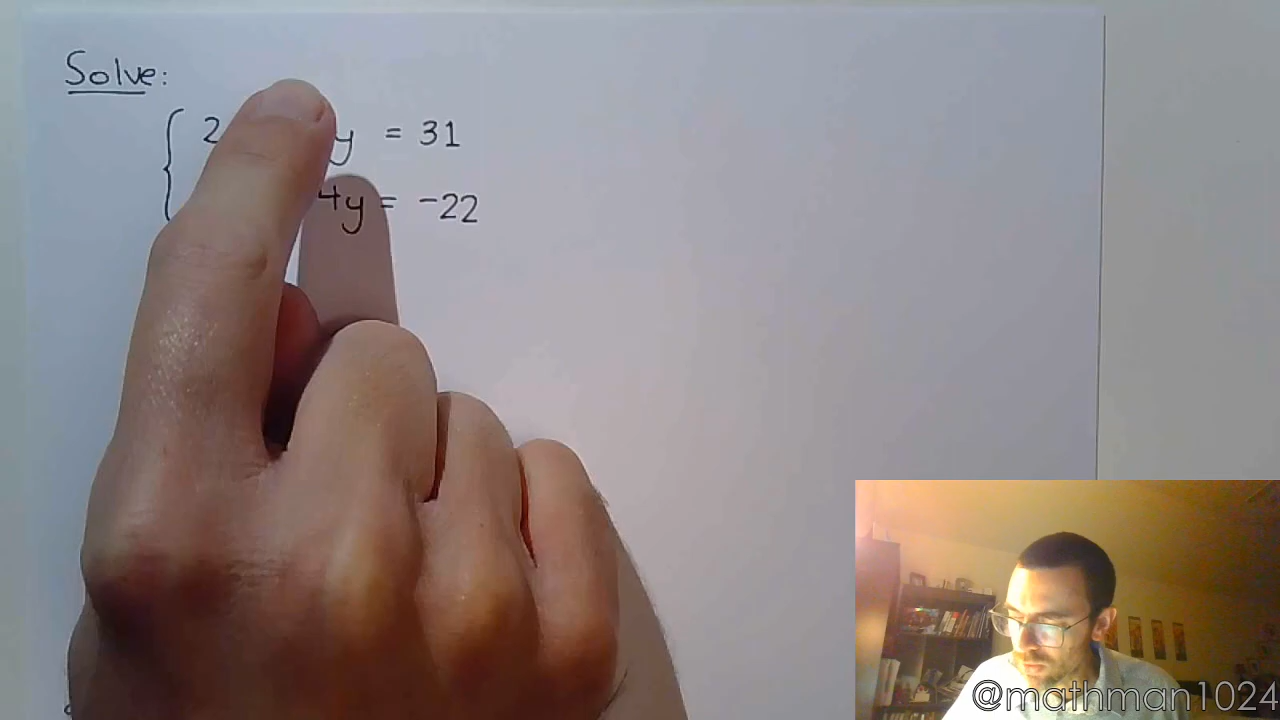 Solve:
2 y = 31
4y = -22
@mathman1024